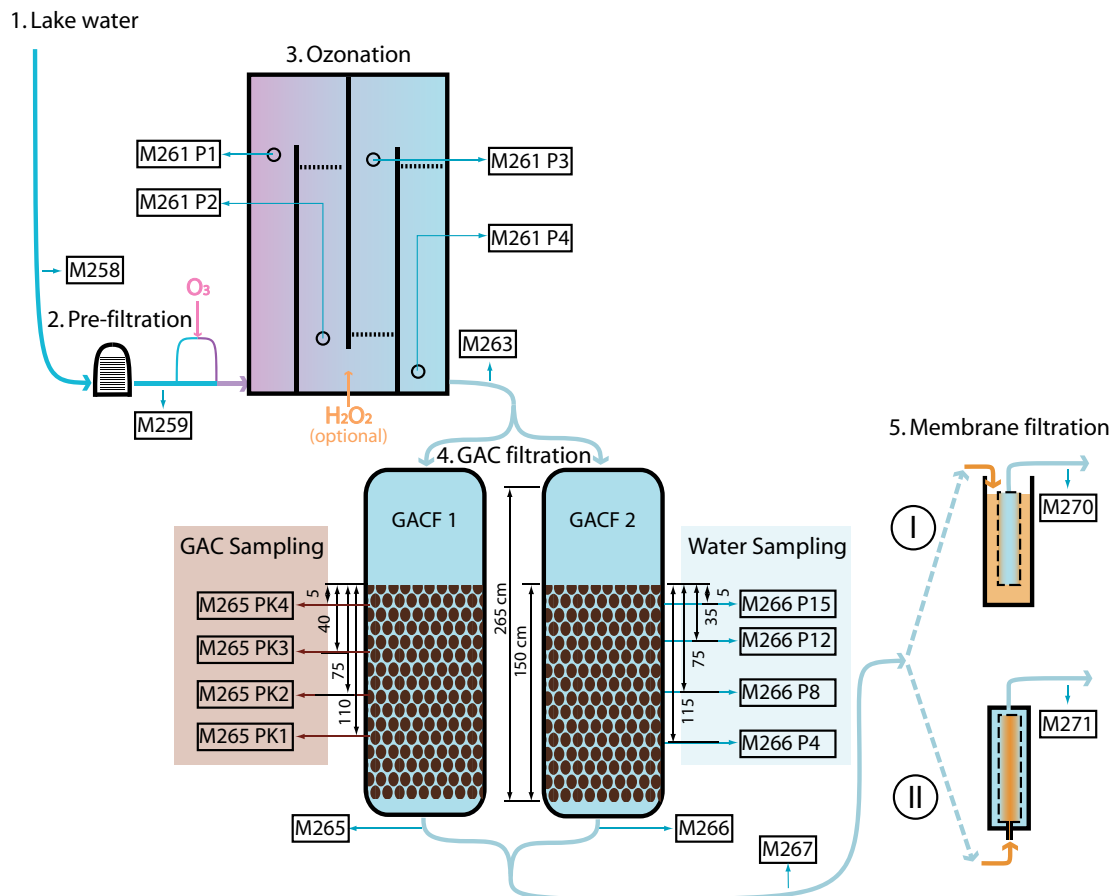 1. Lake water
3. Ozonation
M261 P1
M261 P3
M261 P2
M261 P4
M258
O₃
2. Pre-filtration
M263
M259
H₂O₂
(optional)
4. GAC filtration
5. Membrane filtration
GACF 1
GACF 2
M270
I
GAC Sampling
Water Sampling
5
40
75
110
265 cm
150 cm
5
35
75
115
M265 PK4
M266 P15
M265 PK3
M266 P12
M265 PK2
M266 P8
M265 PK1
M266 P4
M271
II
M265
M266
M267